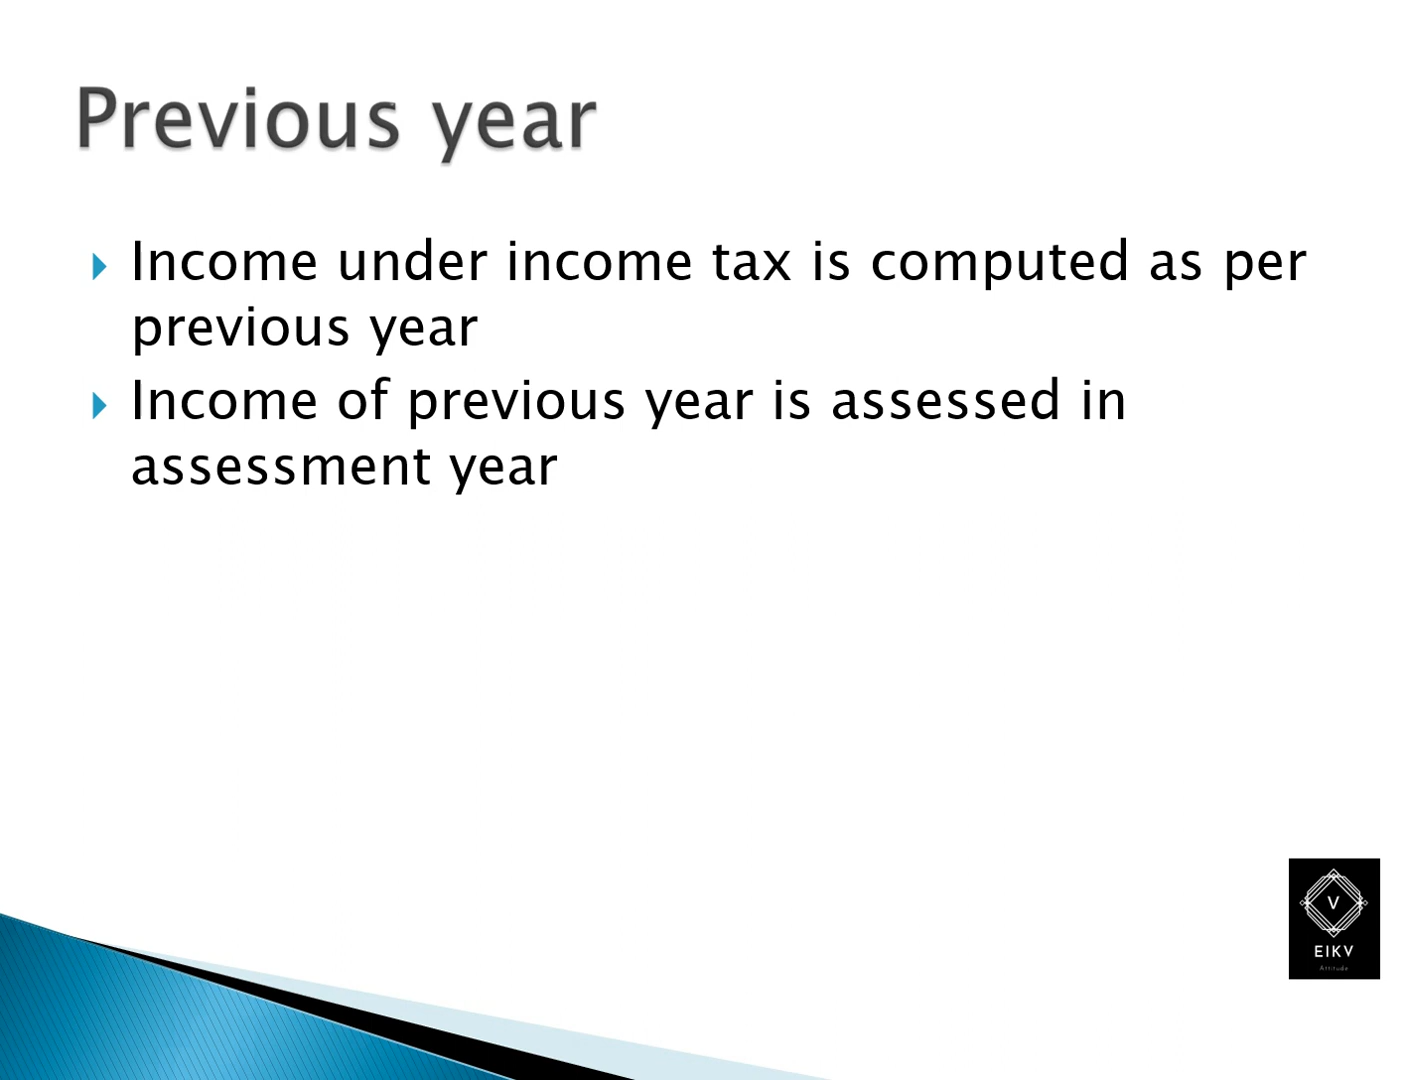 Previous year
Income under income tax is computed as per
previous year
Income of previous year is assessed in
assessment year
V
EIKV
Attitude